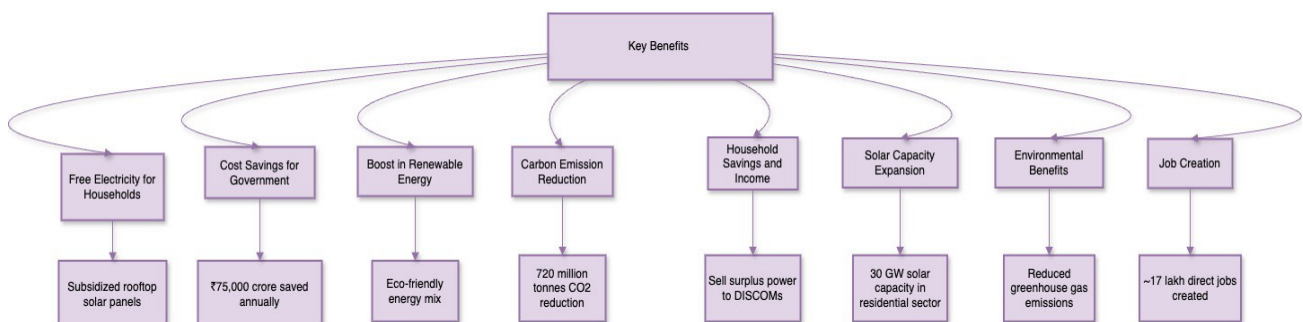 Key Benefits
Free Electricity for
Households
Cost Savings for
Government
Boost in Renewable
Energy
Carbon Emission
Reduction
Household
Savings and
Income
Solar Capacity
Expansion
Environmental
Benefits
Job Creation
Subsidized rooftop
solar panels
₹75,000 crore saved
annually
Eco-friendly
energy mix
720 million
tonnes CO2
reduction
Sell surplus power
to DISCOMs
30 GW solar
capacity in
residential sector
Reduced
greenhouse gas
emissions
~17 lakh direct jobs
created